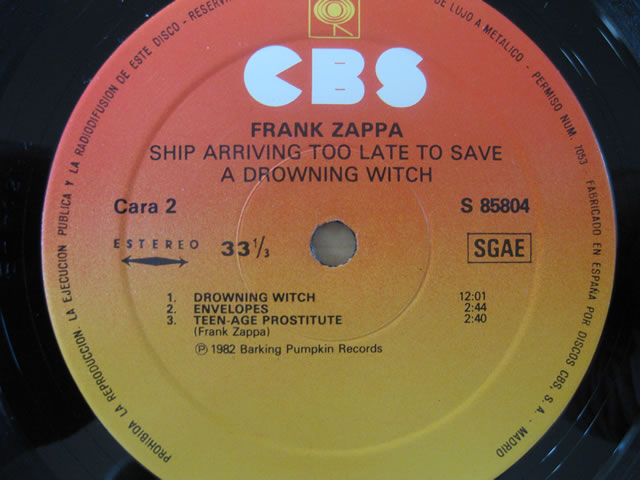 CBS
FRANK ZAPPA
SHIP ARRIVING TOO LATE TO SAVE
A DROWNING WITCH
Cara 2
S 85804
ESTEREO
33 1/3
SGAE
1. DROWNING WITCH 12:01
2. ENVELOPES 2:44
3. TEEN-AGE PROSTITUTE 2:40
(Frank Zappa)
℗ 1982 Barking Pumpkin Records
PROHIBIDA LA REPRODUCCION, LA EJECUCION PUBLICA Y LA RADIODIFUSION DE ESTE DISCO - 
DE LUJO A METALICO - PERMISO NUM. 7053
FABRICADO EN ESPAÑA POR DISCOS CBS, S. A. - MADRID